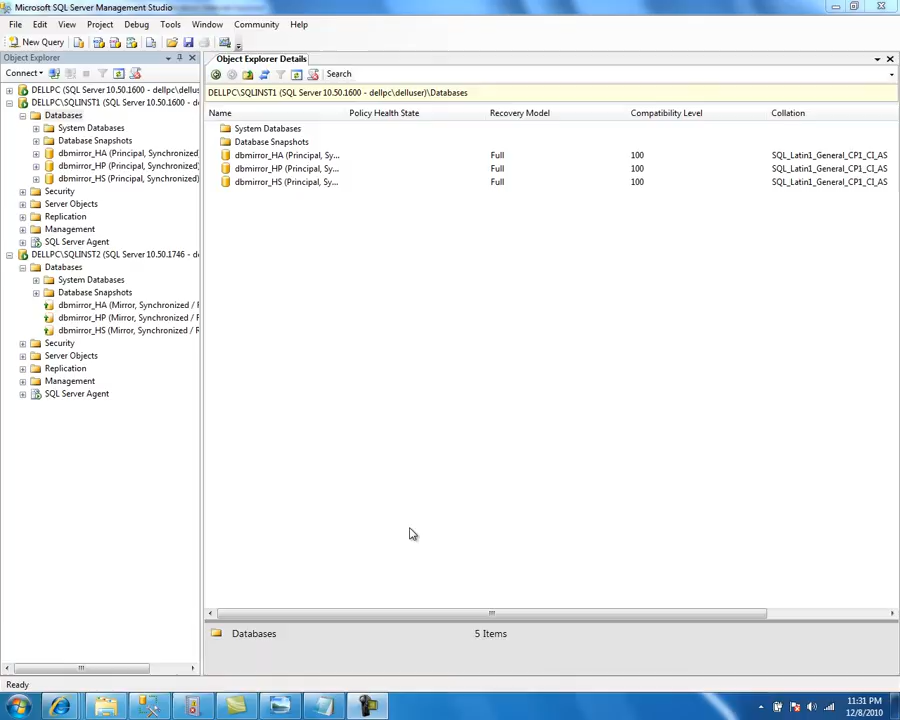 Microsoft SQL Server Management Studio
File Edit View Project Debug Tools Window Community Help
New Query
Object Explorer
Connect
DELLPC (SQL Server 10.50.1600 - dellpc\dellus
DELLPC\SQLINST1 (SQL Server 10.50.1600 - de
Databases
System Databases
Database Snapshots
dbmirror_HA (Principal, Synchronized)
dbmirror_HP (Principal, Synchronized)
dbmirror_HS (Principal, Synchronized)
Security
Server Objects
Replication
Management
SQL Server Agent
DELLPC\SQLINST2 (SQL Server 10.50.1746 - d
Databases
System Databases
Database Snapshots
dbmirror_HA (Mirror, Synchronized / R
dbmirror_HP (Mirror, Synchronized / R
dbmirror_HS (Mirror, Synchronized / R
Security
Server Objects
Replication
Management
SQL Server Agent
Object Explorer Details
Search
DELLPC\SQLINST1 (SQL Server 10.50.1600 - dellpc\delluser)\Databases
Name Policy Health State Recovery Model Compatibility Level Collation
System Databases
Database Snapshots
dbmirror_HA (Principal, Sy... Full 100 SQL_Latin1_General_CP1_CI_AS
dbmirror_HP (Principal, Sy... Full 100 SQL_Latin1_General_CP1_CI_AS
dbmirror_HS (Principal, Sy... Full 100 SQL_Latin1_General_CP1_CI_AS
Databases 5 Items
Ready
11:31 PM
12/8/2010